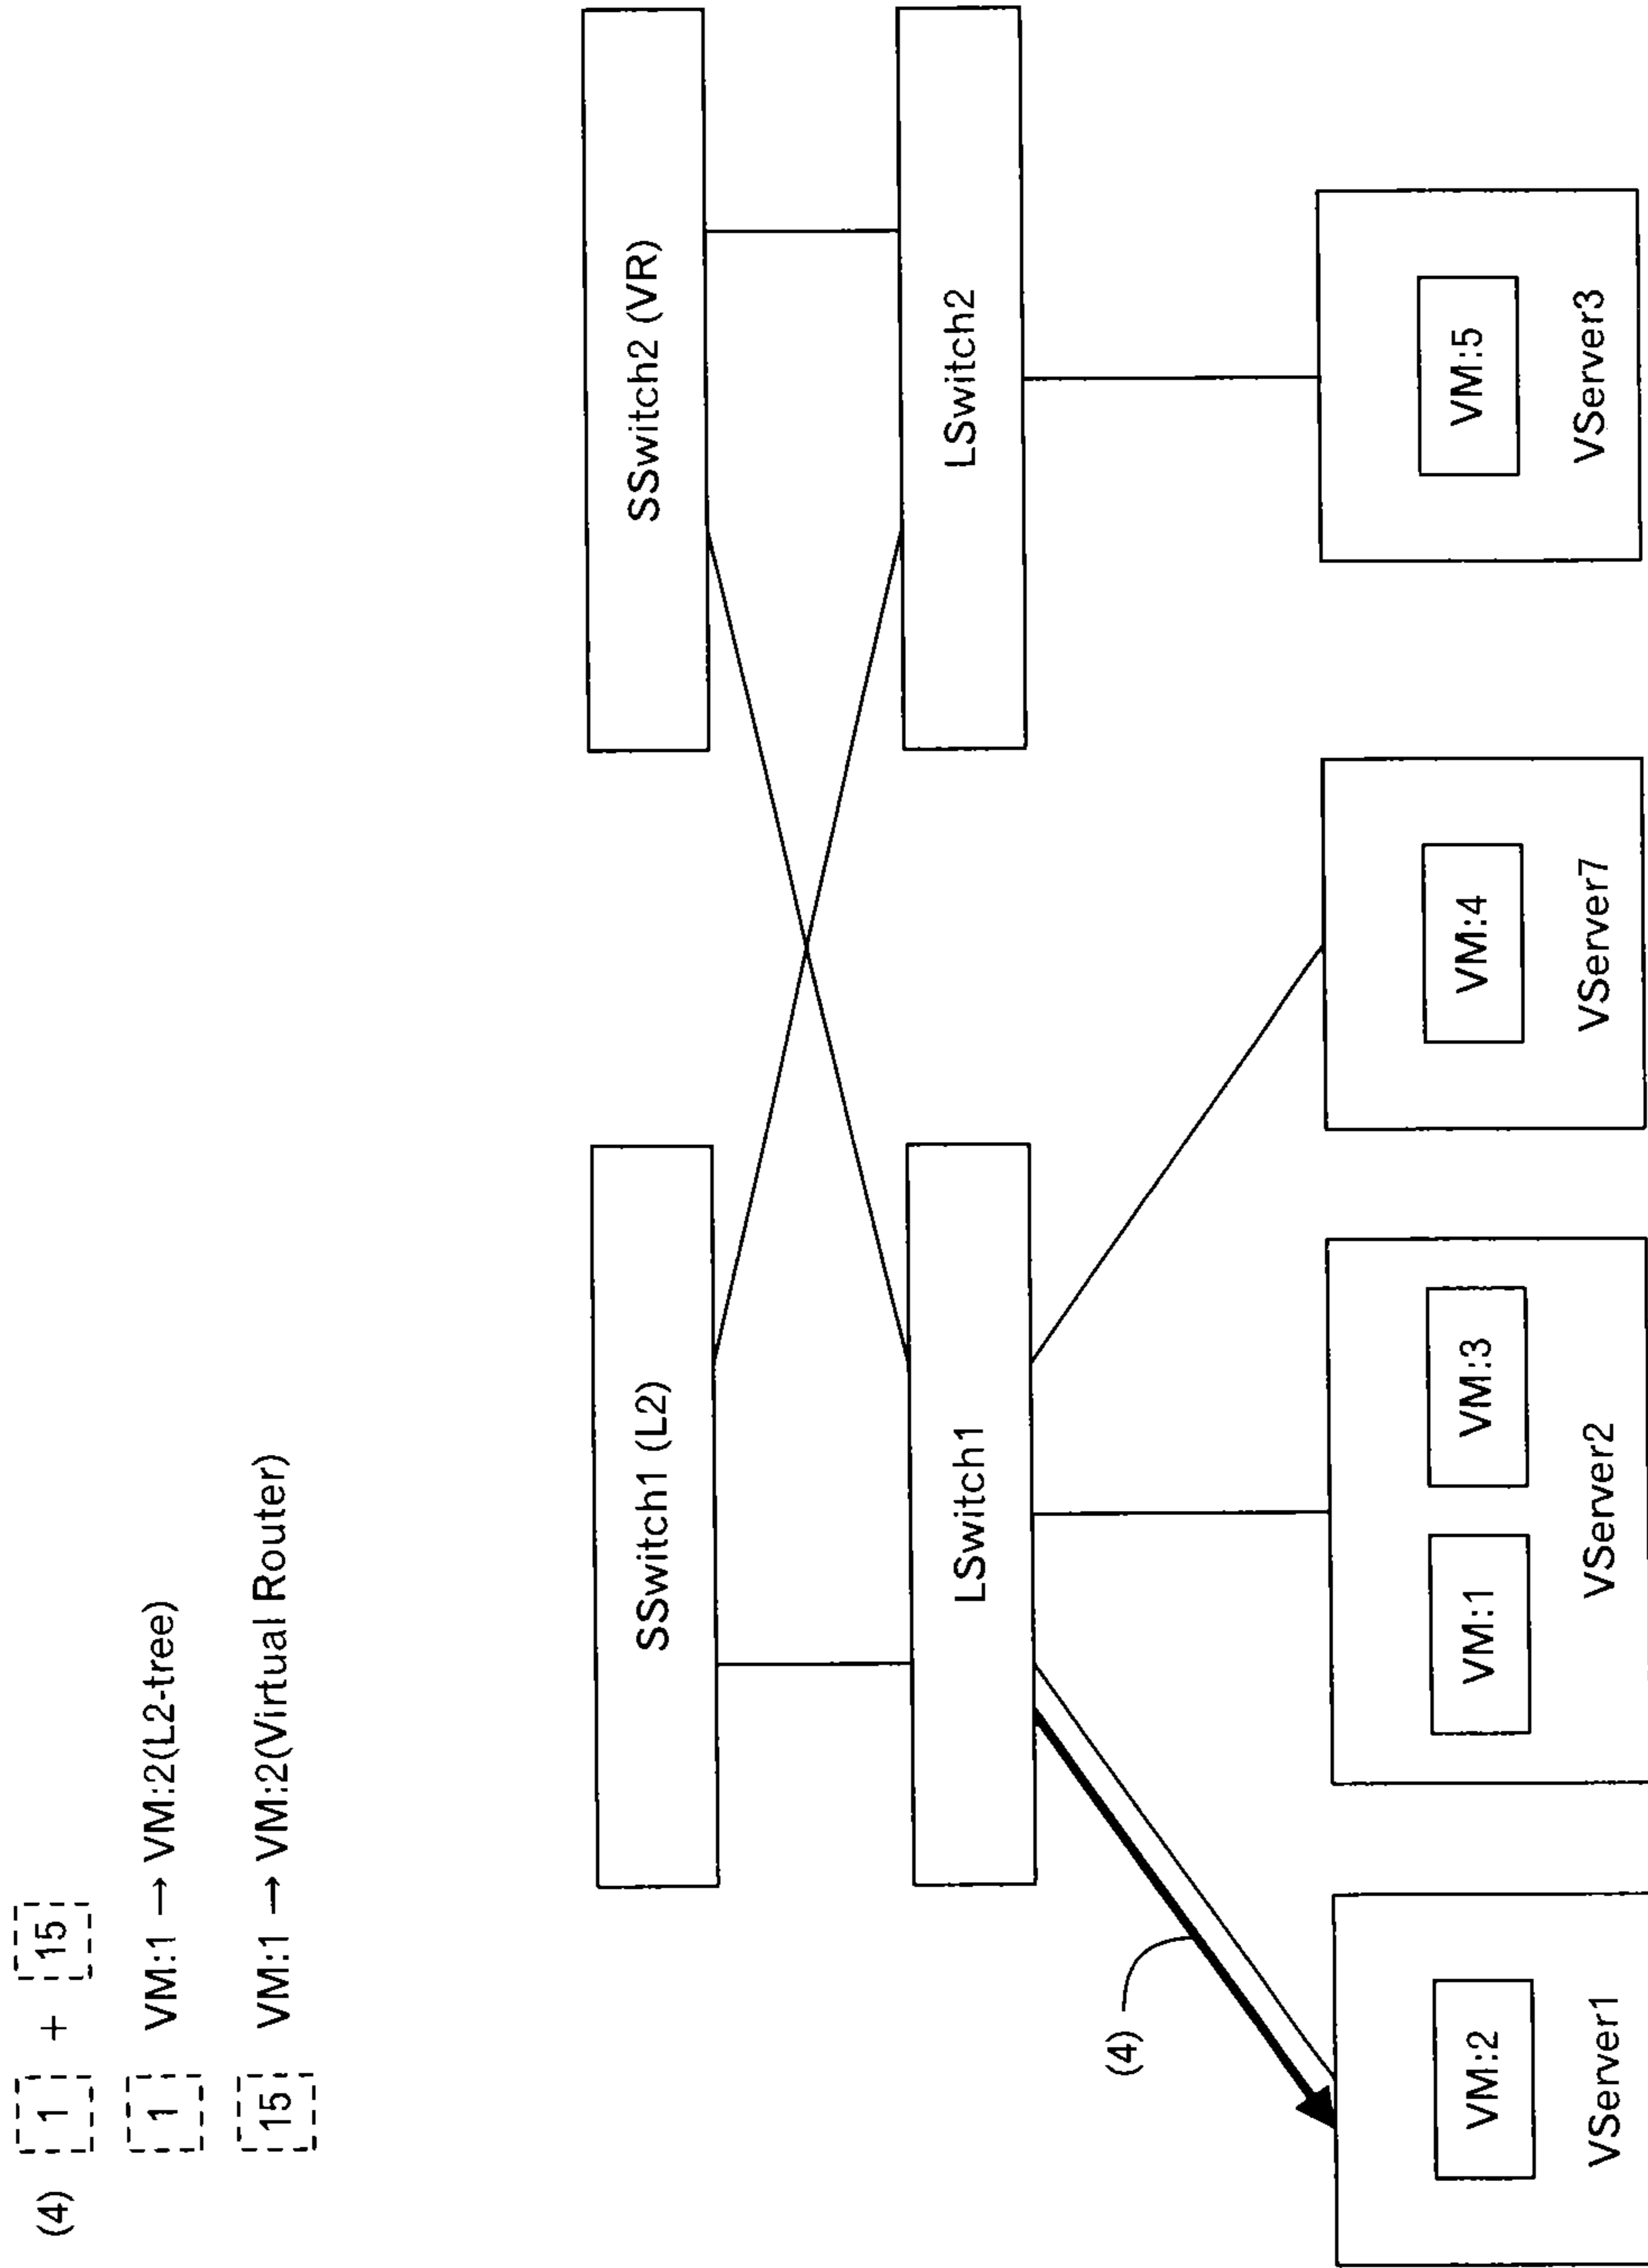 (4) 1 + 15
1 VM:1 → VM:2(L2-tree)
15 VM:1 → VM:2(Virtual Router)
SSwitch1 (L2)
SSwitch2 (VR)
LSwitch1
LSwitch2
(4)
VM:2
VM:1
VM:3
VM:4
VM:5
VServer1
VServer2
VServer7
VServer3